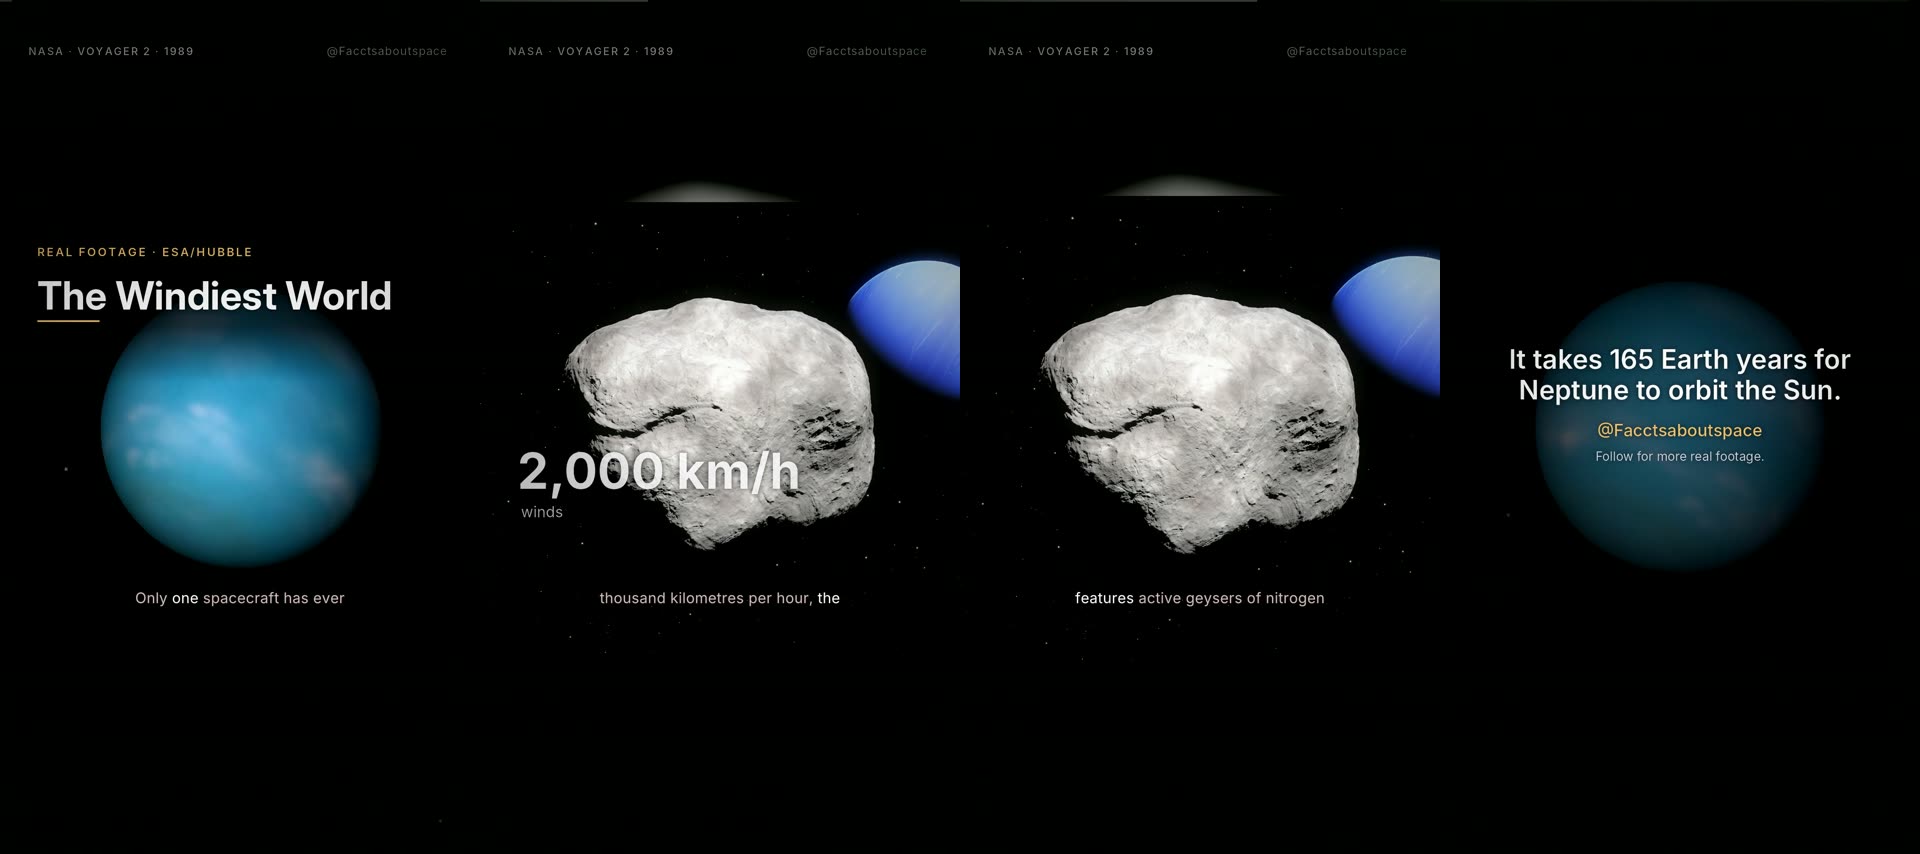 NASA · VOYAGER 2 · 1989
@Facctsaboutspace
REAL FOOTAGE · ESA/HUBBLE
The Windiest World
Only one spacecraft has ever
NASA · VOYAGER 2 · 1989
@Facctsaboutspace
2,000 km/h
winds
thousand kilometres per hour, the
NASA · VOYAGER 2 · 1989
@Facctsaboutspace
features active geysers of nitrogen
It takes 165 Earth years for
Neptune to orbit the Sun.
@Facctsaboutspace
Follow for more real footage.